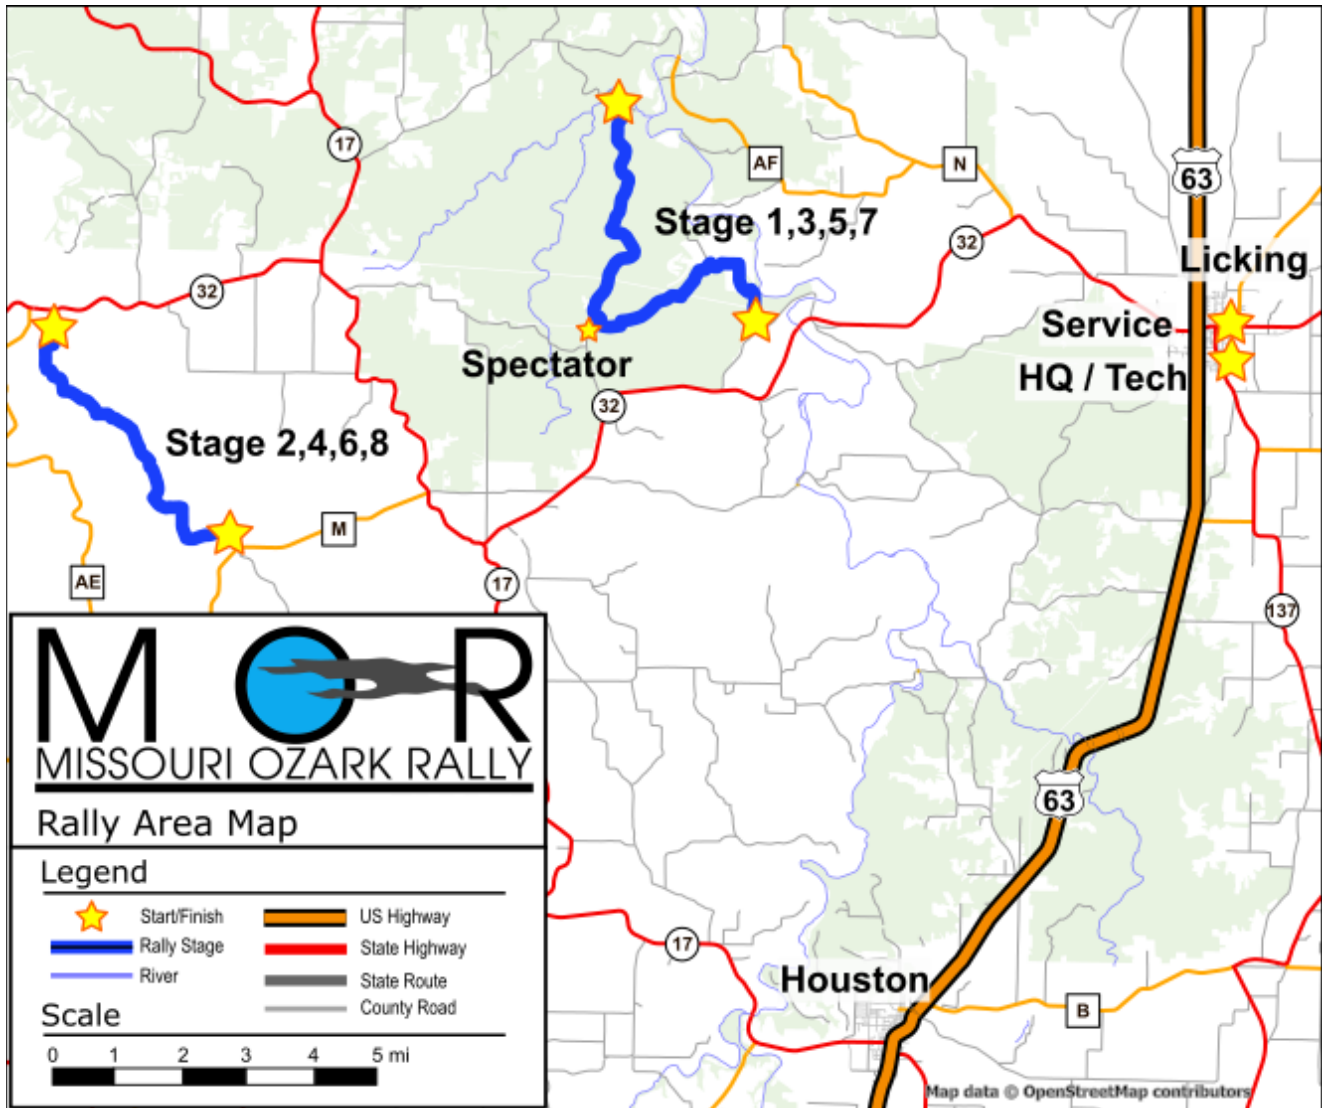 17
AF
N
63
Stage 1,3,5,7
32
Licking
32
Service
Spectator
HQ / Tech
32
Stage 2,4,6,8
M
AE
17
137
M O R
MISSOURI OZARK RALLY
Rally Area Map
63
Legend
Start/Finish
US Highway
Rally Stage
State Highway
River
State Route
County Road
17
Houston
B
Scale
0 1 2 3 4 5 mi
Map data © OpenStreetMap contributors